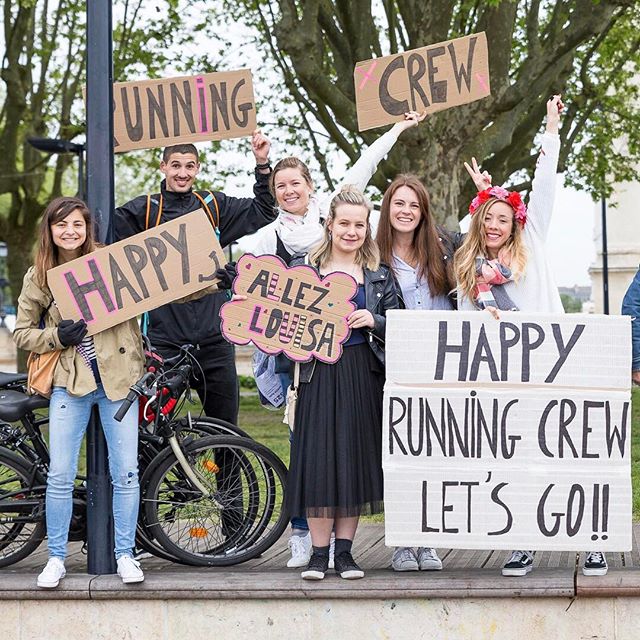 RUNNiNG
CREW
HAPPY
ALLEZ
LOUISA
HAPPY
RUNNiNG CREW
LET'S GO!!